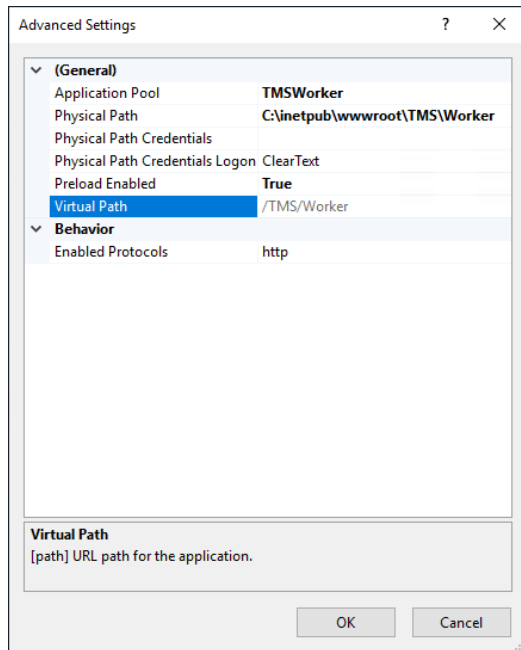 Advanced Settings ? ×
(General)
Application Pool TMSWorker
Physical Path C:\inetpub\wwwroot\TMS\Worker
Physical Path Credentials
Physical Path Credentials Logon ClearText
Preload Enabled True
Virtual Path /TMS/Worker
Behavior
Enabled Protocols http
Virtual Path
[path] URL path for the application.
OK Cancel